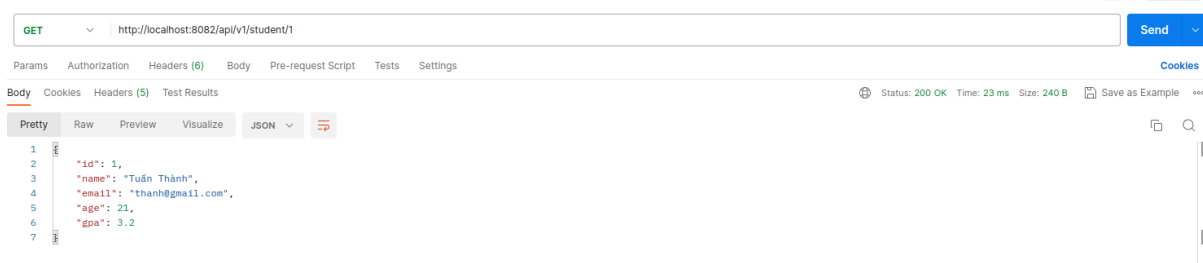 GET http://localhost:8082/api/v1/student/1 Send
Params Authorization Headers (6) Body Pre-request Script Tests Settings Cookies
Body Cookies Headers (5) Test Results Status: 200 OK Time: 23 ms Size: 240 B Save as Example
Pretty Raw Preview Visualize JSON
1 {
2 "id": 1,
3 "name": "Tuấn Thành",
4 "email": "thanh@gmail.com",
5 "age": 21,
6 "gpa": 3.2
7 }